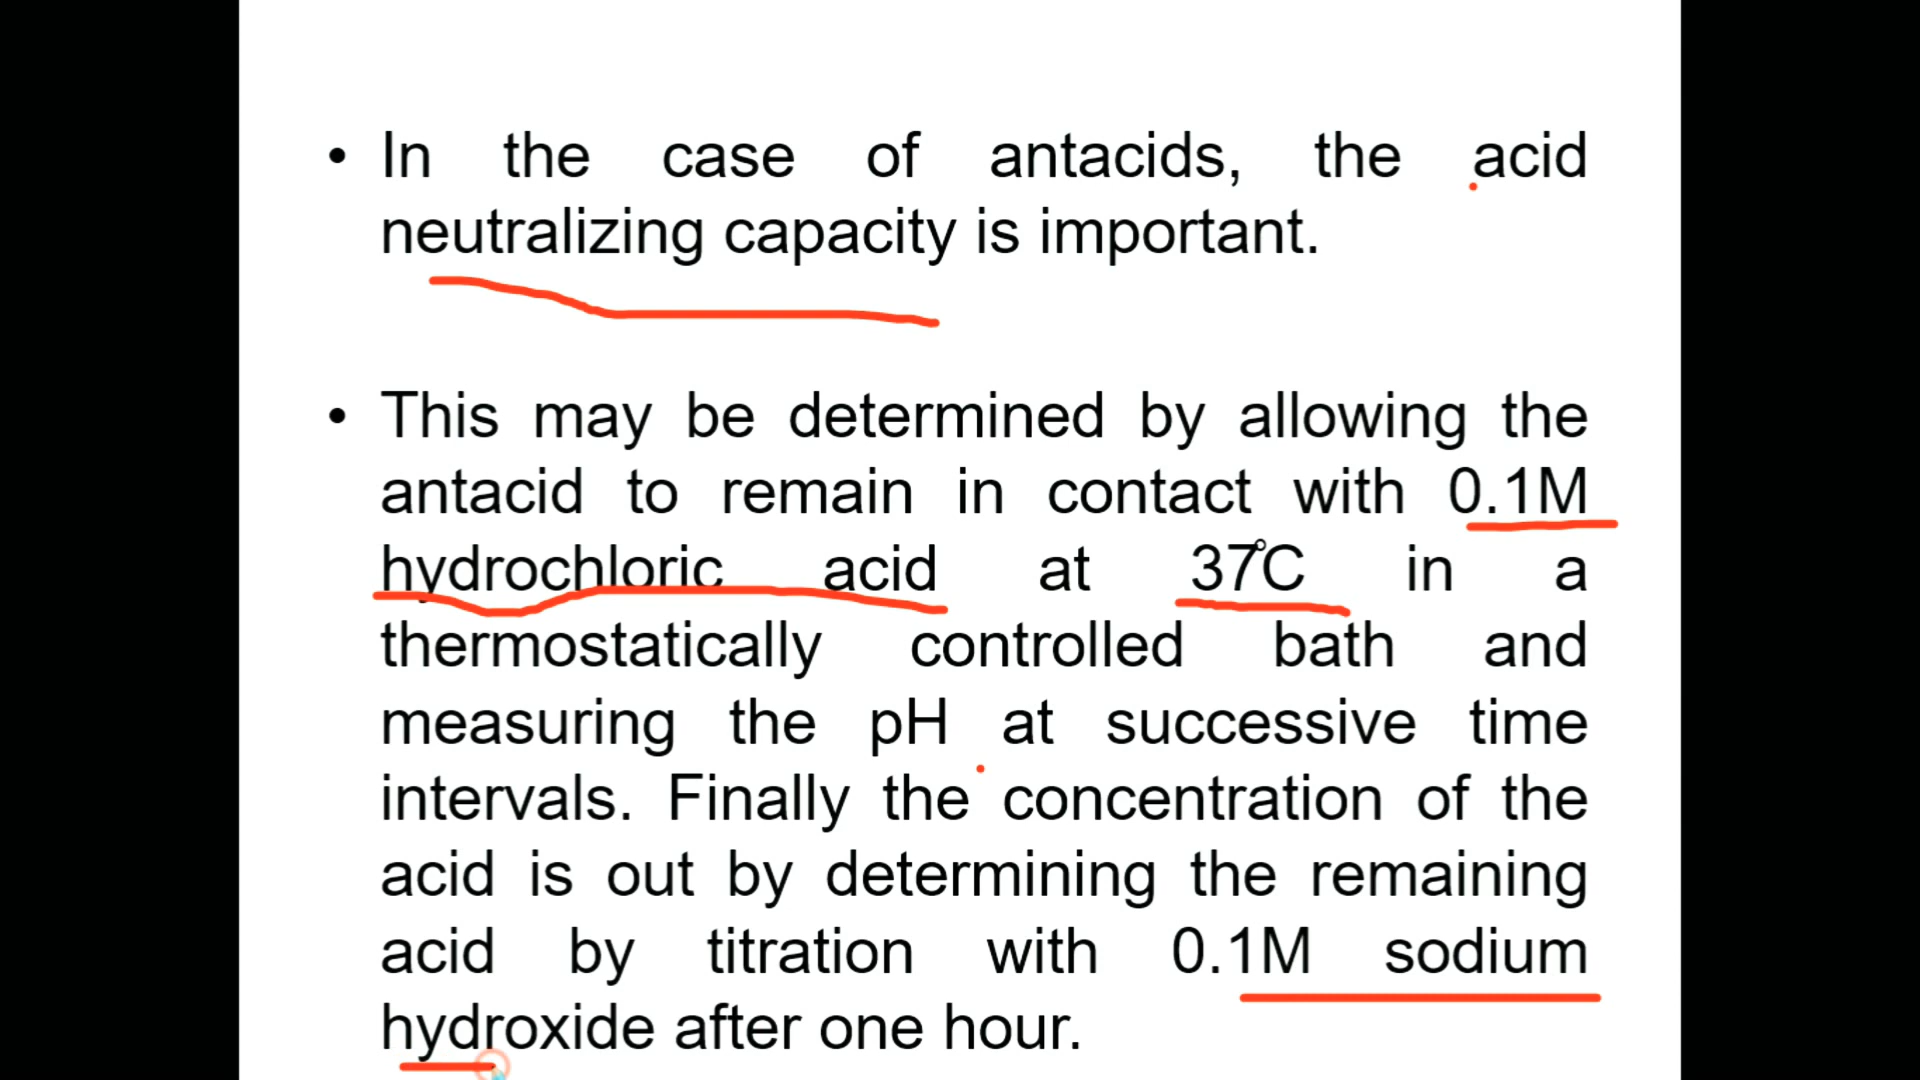 • In the case of antacids, the acid
neutralizing capacity is important.
• This may be determined by allowing the
antacid to remain in contact with 0.1M
hydrochloric acid at 37°C in a
thermostatically controlled bath and
measuring the pH at successive time
intervals. Finally the concentration of the
acid is out by determining the remaining
acid by titration with 0.1M sodium
hydroxide after one hour.